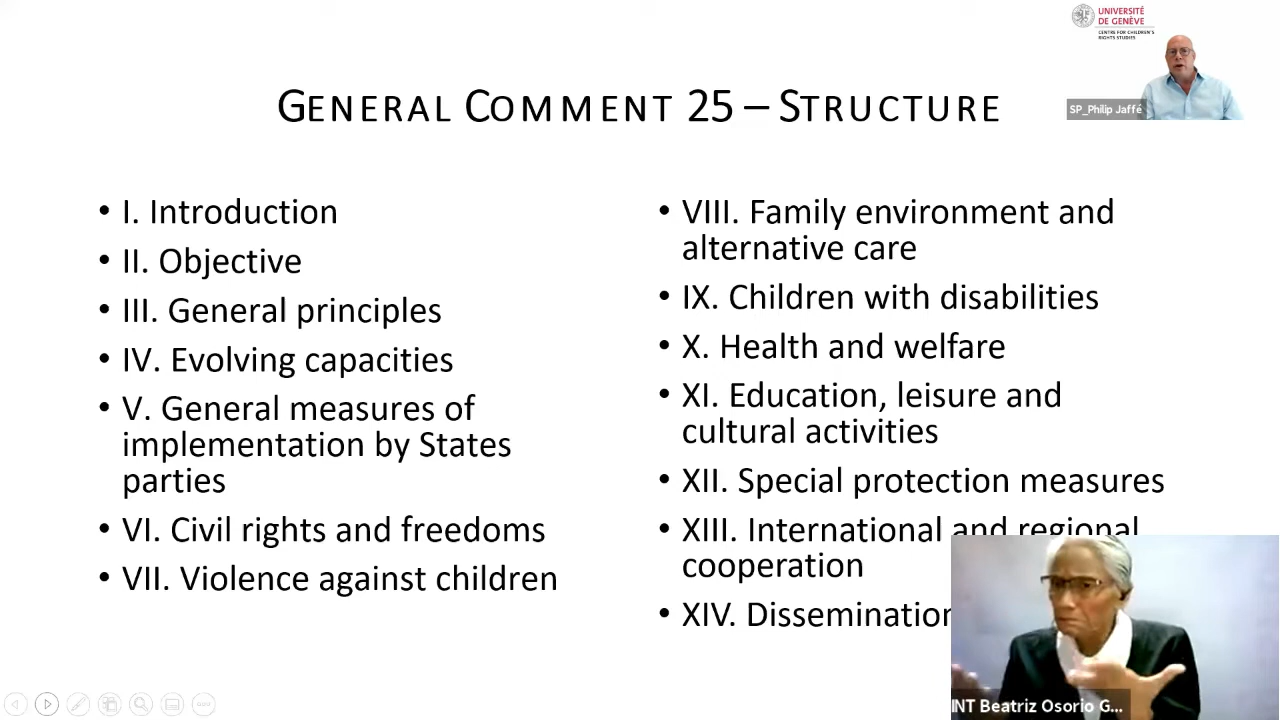 UNIVERSITÉ
DE GENÈVE
CENTRE FOR CHILDREN'S
RIGHTS STUDIES
SP_Philip Jaffé
GENERAL COMMENT 25 – STRUCTURE
• I. Introduction
• II. Objective
• III. General principles
• IV. Evolving capacities
• V. General measures of
implementation by States
parties
• VI. Civil rights and freedoms
• VII. Violence against children
• VIII. Family environment and
alternative care
• IX. Children with disabilities
• X. Health and welfare
• XI. Education, leisure and
cultural activities
• XII. Special protection measures
• XIII. International and regional
cooperation
• XIV. Dissemination
INT Beatriz Osorio G...